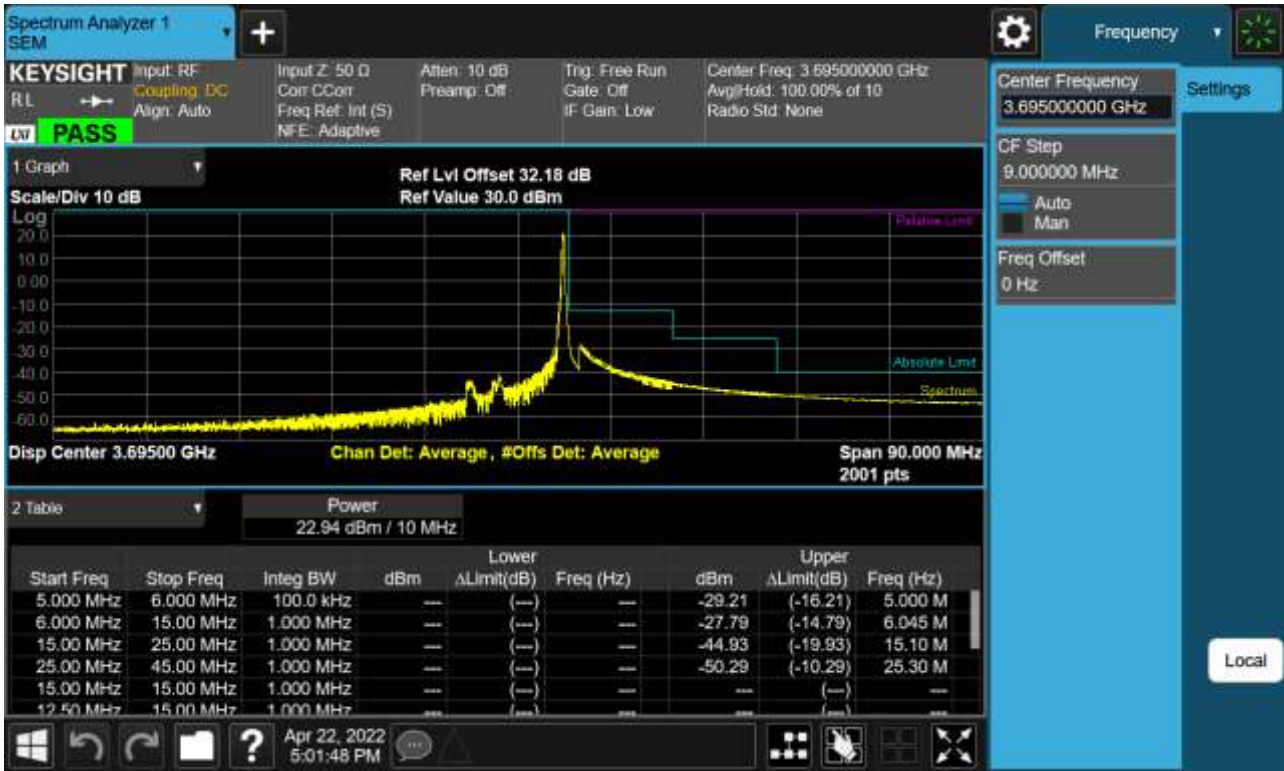 Spectrum Analyzer 1
SEM
+
Frequency
KEYSIGHT
RL
PASS
Input: RF
Coupling: DC
Align: Auto
Input Z: 50 Ω
Corr CCorr
Freq Ref: Int (S)
NFE: Adaptive
Atten: 10 dB
Preamp: Off
Trig: Free Run
Gate: Off
IF Gain: Low
Center Freq: 3.695000000 GHz
Avg|Hold: 100.00% of 10
Radio Std: None
Center Frequency
3.695000000 GHz
Settings
CF Step
9.000000 MHz
Auto
Man
Freq Offset
0 Hz
1 Graph
Scale/Div 10 dB
Ref Lvl Offset 32.18 dB
Ref Value 30.0 dBm
Log
20.0
10.0
0.00
-10.0
-20.0
-30.0
-40.0
-50.0
-60.0
Relative Limit
Absolute Limit
Spectrum
Disp Center 3.69500 GHz
Chan Det: Average, #Offs Det: Average
Span 90.000 MHz
2001 pts
2 Table
Power
22.94 dBm / 10 MHz
Lower Upper
Start Freq Stop Freq Integ BW dBm ΔLimit(dB) Freq (Hz) dBm ΔLimit(dB) Freq (Hz)
5.000 MHz 6.000 MHz 100.0 kHz --- (---) --- -29.21 (-16.21) 5.000 M
6.000 MHz 15.00 MHz 1.000 MHz --- (---) --- -27.79 (-14.79) 6.045 M
15.00 MHz 25.00 MHz 1.000 MHz --- (---) --- -44.93 (-19.93) 15.10 M
25.00 MHz 45.00 MHz 1.000 MHz --- (---) --- -50.29 (-10.29) 25.30 M
15.00 MHz 15.00 MHz 1.000 MHz --- (---) --- --- (---) ---
12.50 MHz 15.00 MHz 1.000 MHz --- (---) --- --- (---) ---
Local
?
Apr 22, 2022
5:01:48 PM